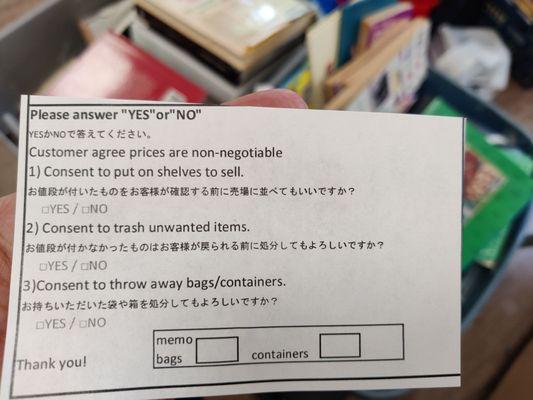 Please answer "YES"or"NO"
YESかNOで答えてください。
Customer agree prices are non-negotiable
1) Consent to put on shelves to sell.
お値段が付いたものをお客様が確認する前に売場に並べてもいいですか？
□YES / □NO
2) Consent to trash unwanted items.
お値段が付かなかったものはお客様が戻られる前に処分してもよろしいですか？
□YES / □NO
3)Consent to throw away bags/containers.
お持ちいただいた袋や箱を処分してもよろしいですか？
□YES / □NO
memo
bags containers
Thank you!